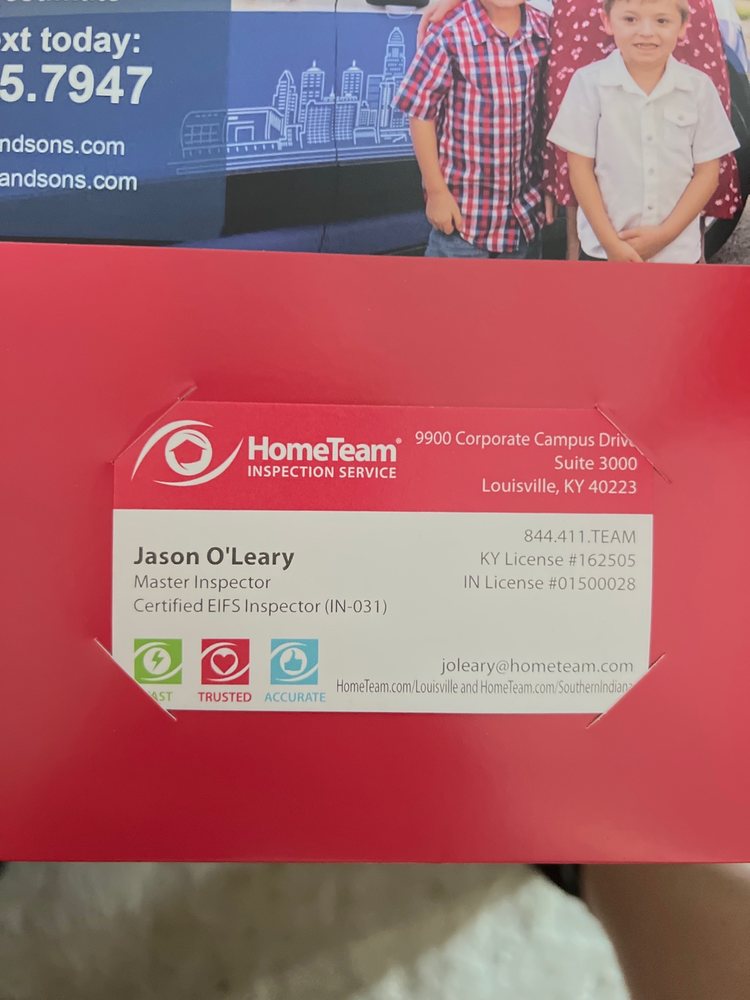 ext today:
5.7947
ndsons.com
andsons.com
HomeTeam®
INSPECTION SERVICE
9900 Corporate Campus Drive
Suite 3000
Louisville, KY 40223
Jason O'Leary
Master Inspector
Certified EIFS Inspector (IN-031)
844.411.TEAM
KY License #162505
IN License #01500028
AST TRUSTED ACCURATE
joleary@hometeam.com
HomeTeam.com/Louisville and HomeTeam.com/SouthernIndiana